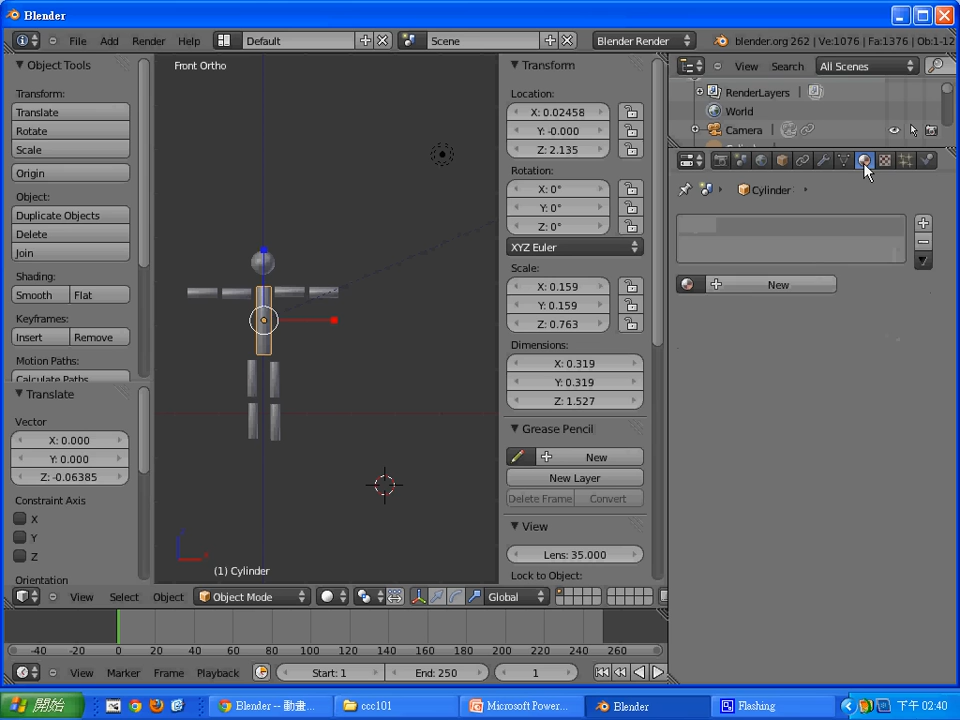 Blender
File Add Render Help Default Scene Blender Render blender.org 262 | Ve:1076 | Fa:1376 | Ob:1-12
Object Tools
Transform:
Translate
Rotate
Scale
Origin
Object:
Duplicate Objects
Delete
Join
Shading:
Smooth Flat
Keyframes:
Insert Remove
Motion Paths:
Calculate Paths
Translate
Vector
X: 0.000
Y: 0.000
Z: -0.06385
Constraint Axis
X
Y
Z
Orientation
Front Ortho
(1) Cylinder
Transform
Location:
X: 0.02458
Y: -0.000
Z: 2.135
Rotation:
X: 0°
Y: 0°
Z: 0°
XYZ Euler
Scale:
X: 0.159
Y: 0.159
Z: 0.763
Dimensions:
X: 0.319
Y: 0.319
Z: 1.527
Grease Pencil
New
New Layer
Delete Frame Convert
View
Lens: 35.000
Lock to Object:
View Search All Scenes
RenderLayers
World
Camera
Cylinder
New
View Select Object Object Mode Global
-40 -20 0 20 40 60 80 100 120 140 160 180 200 220 240 260
View Marker Frame Playback Start: 1 End: 250 1
開始 Blender -- 動畫... ccc101 Microsoft Power... Blender Flashing 下午 02:40